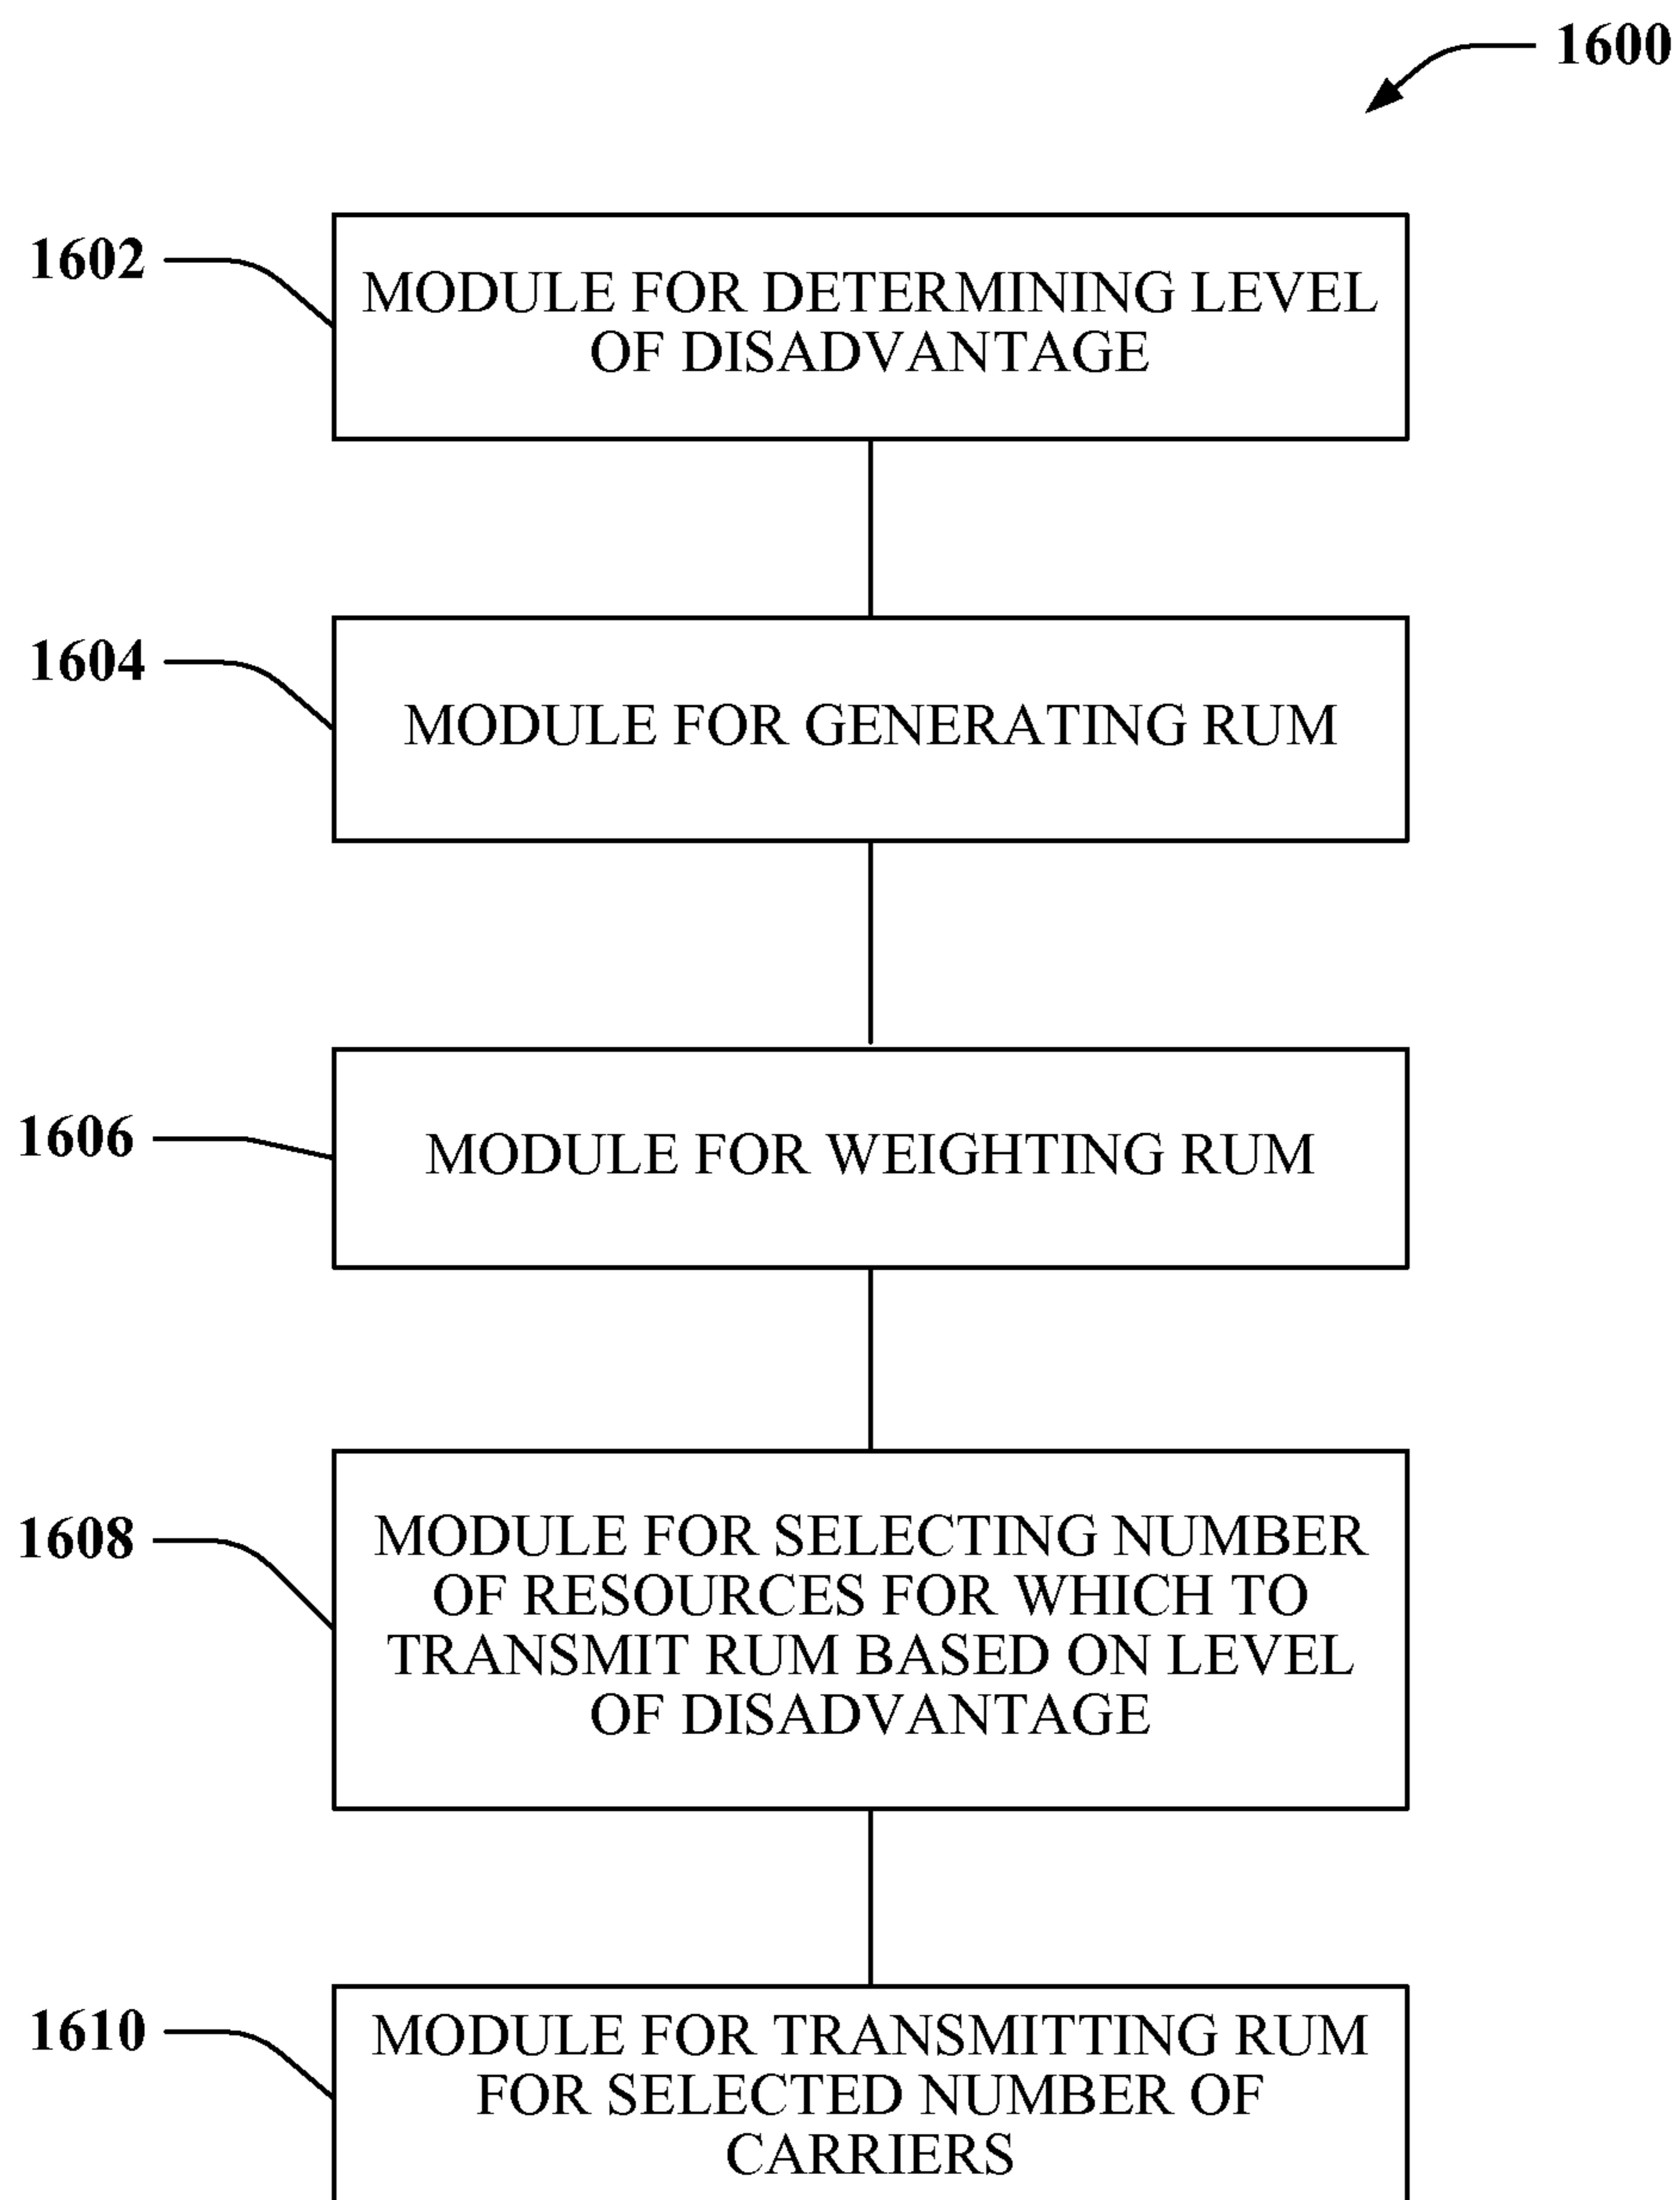 1600
1602
MODULE FOR DETERMINING LEVEL
OF DISADVANTAGE
1604
MODULE FOR GENERATING RUM
1606
MODULE FOR WEIGHTING RUM
1608
MODULE FOR SELECTING NUMBER
OF RESOURCES FOR WHICH TO
TRANSMIT RUM BASED ON LEVEL
OF DISADVANTAGE
1610
MODULE FOR TRANSMITTING RUM
FOR SELECTED NUMBER OF
CARRIERS